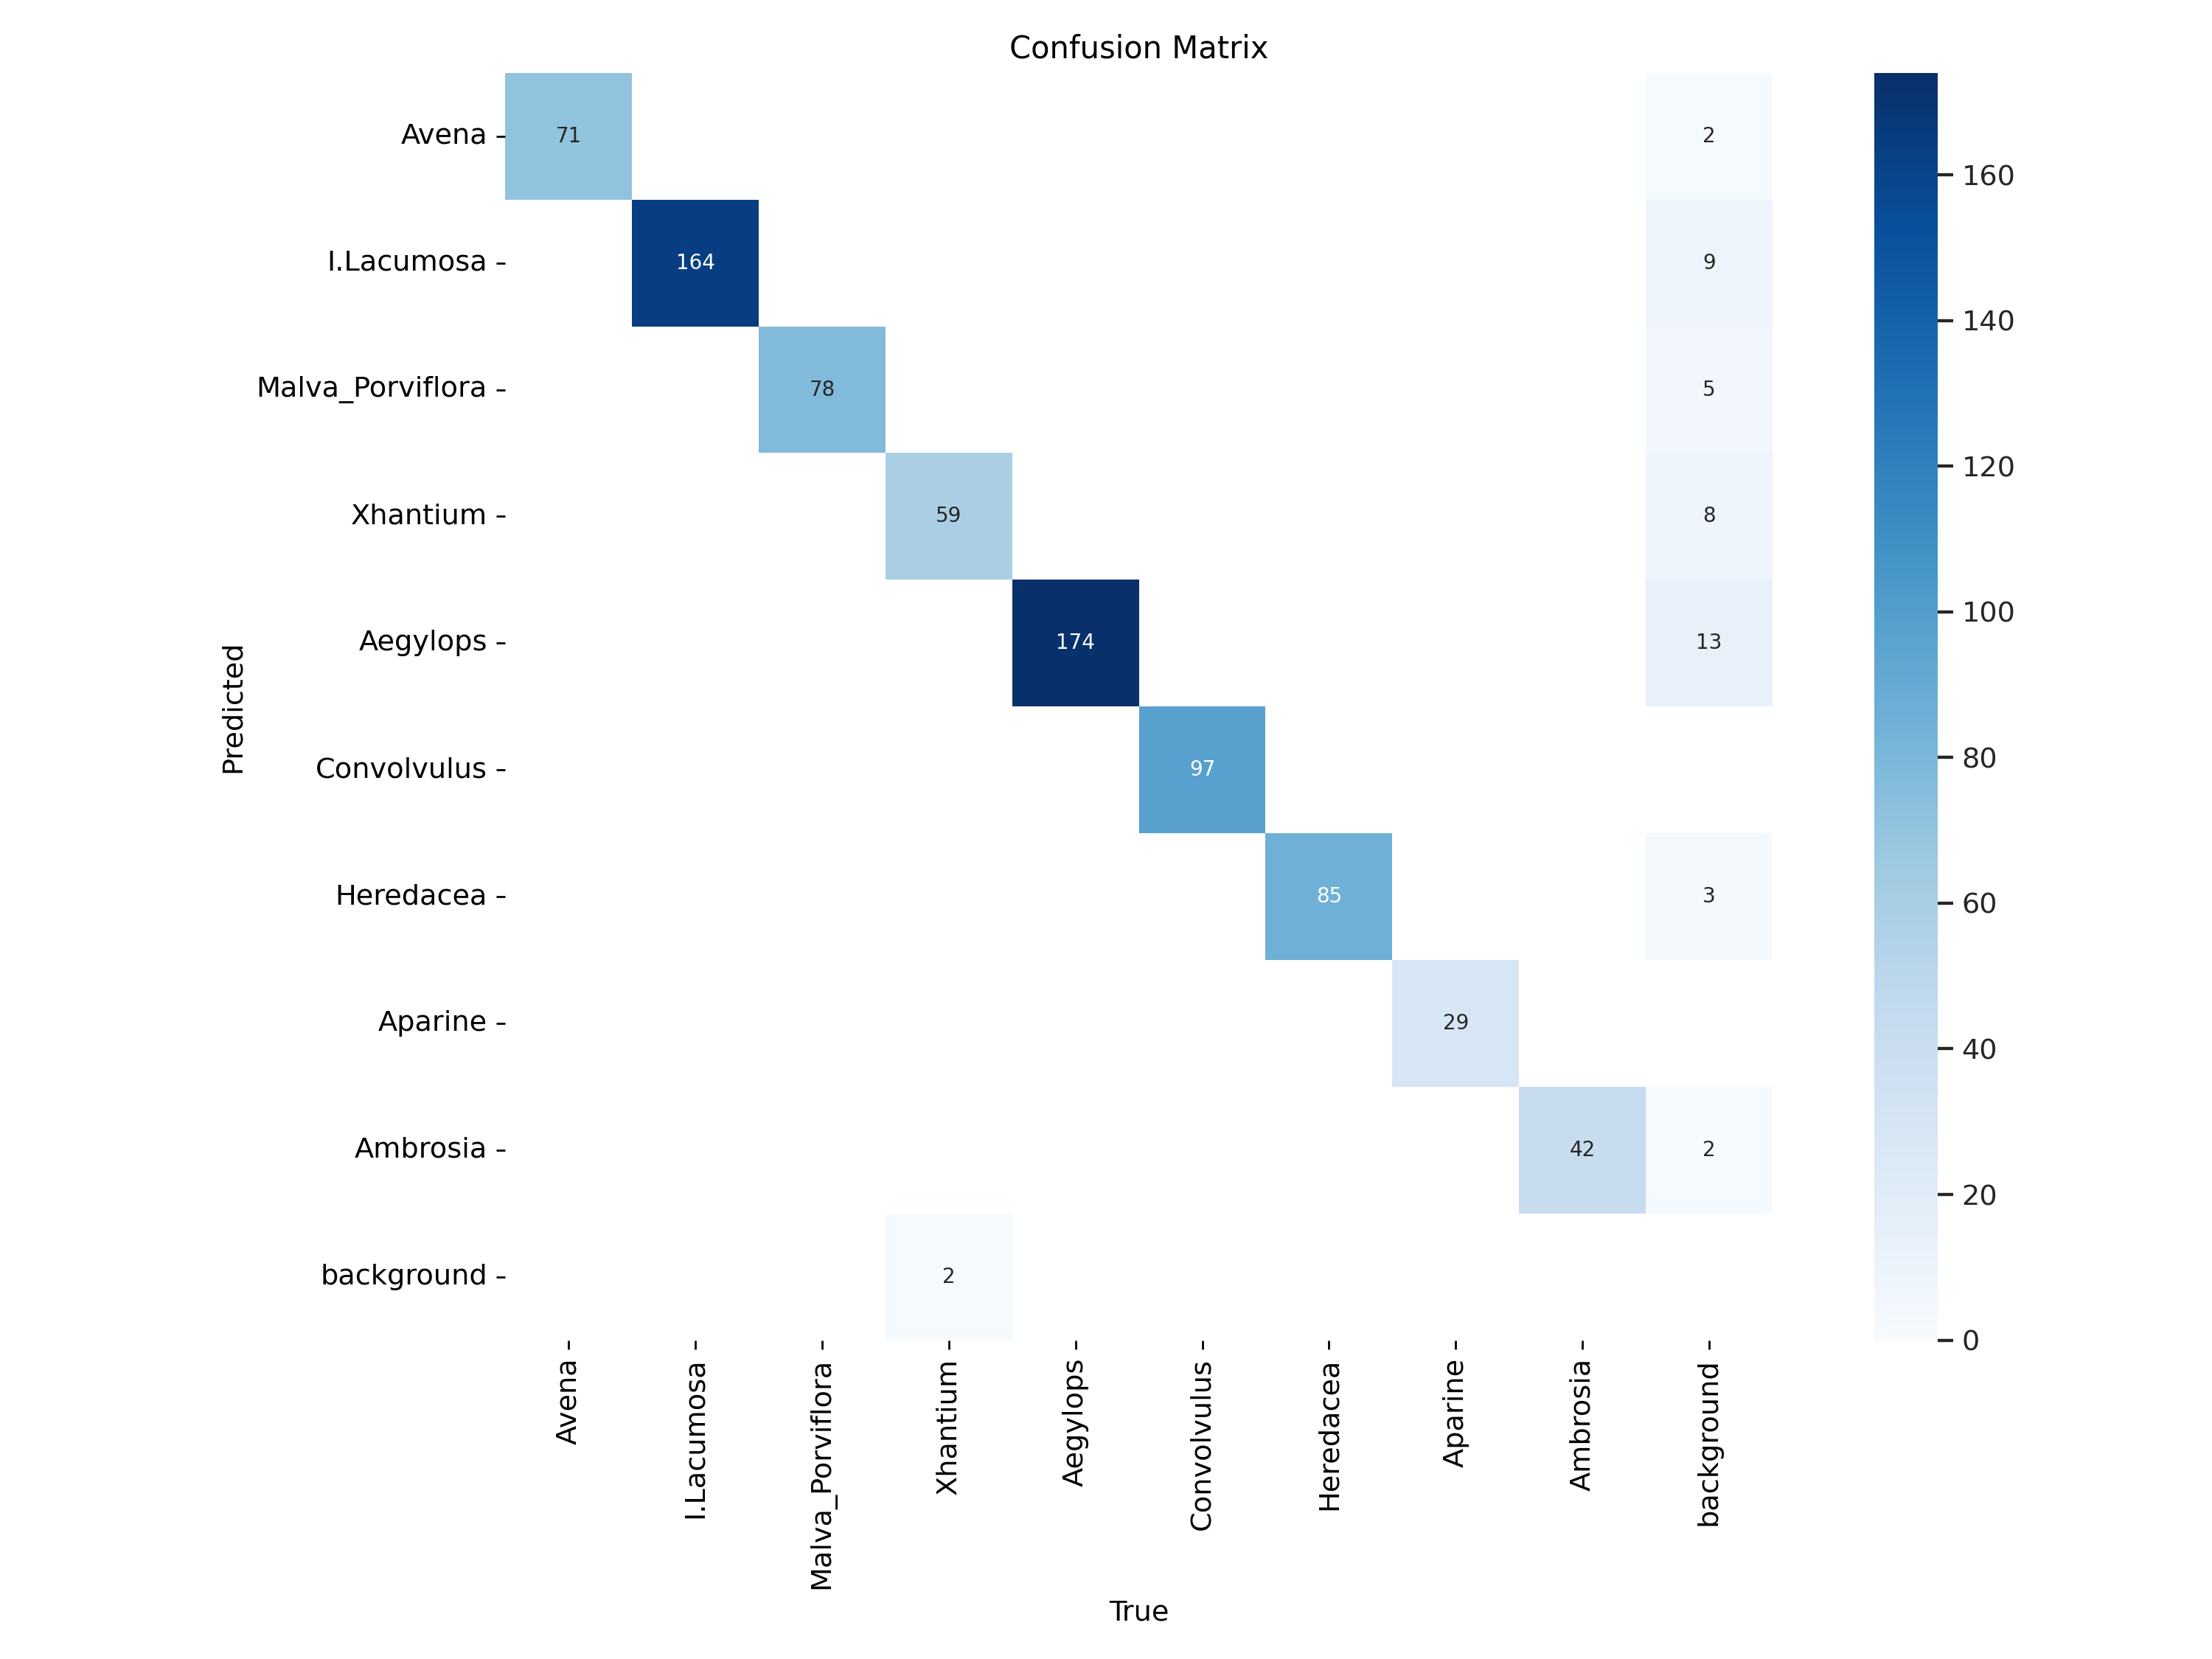 Confusion Matrix
Avena 71 2
I.Lacumosa 164 9
Malva_Porviflora 78 5
Xhantium 59 8
Aegylops 174 13
Convolvulus 97
Heredacea 85 3
Aparine 29
Ambrosia 42 2
background 2
Predicted
Avena
I.Lacumosa
Malva_Porviflora
Xhantium
Aegylops
Convolvulus
Heredacea
Aparine
Ambrosia
background
True
160
140
120
100
80
60
40
20
0